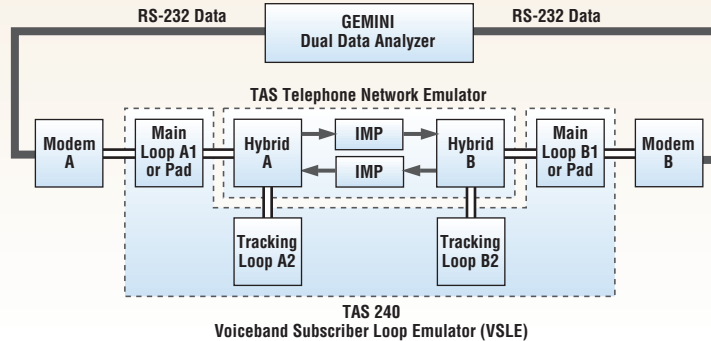 RS-232 Data
GEMINI
Dual Data Analyzer
RS-232 Data
TAS Telephone Network Emulator
Modem
A
Main
Loop A1
or Pad
Hybrid
A
IMP
IMP
Hybrid
B
Main
Loop B1
or Pad
Modem
B
Tracking
Loop A2
Tracking
Loop B2
TAS 240
Voiceband Subscriber Loop Emulator (VSLE)